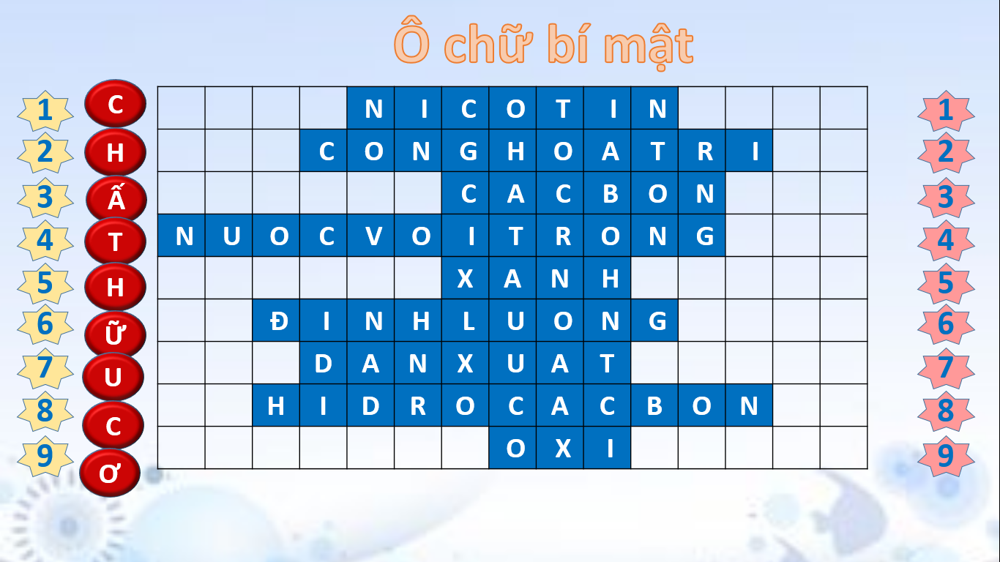 Ô chữ bí mật
1 C N I C O T I N 1
2 H C O N G H O A T R I 2
3 Ấ C A C B O N 3
4 T N U O C V O I T R O N G 4
5 H X A N H 5
6 Ữ Đ I N H L U O N G 6
7 U D A N X U A T 7
8 C H I D R O C A C B O N 8
9 Ơ O X I 9